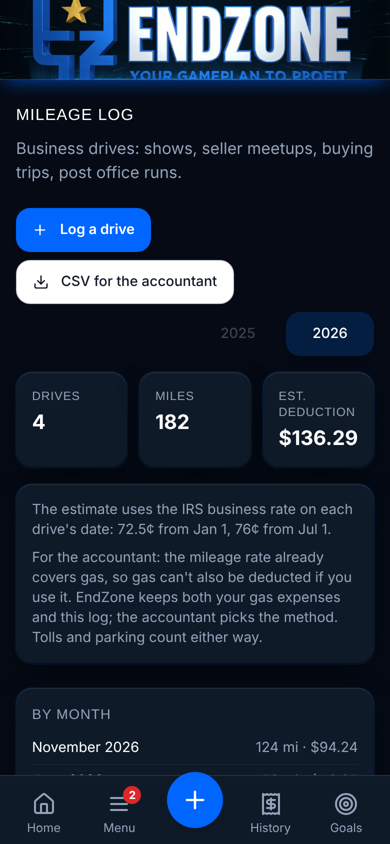 ENDZONE
YOUR GAMEPLAN TO PROFIT
MILEAGE LOG
Business drives: shows, seller meetups, buying
trips, post office runs.
Log a drive
CSV for the accountant
2025
2026
DRIVES
4
MILES
182
EST.
DEDUCTION
$136.29
The estimate uses the IRS business rate on each
drive's date: 72.5¢ from Jan 1, 76¢ from Jul 1.
For the accountant: the mileage rate already
covers gas, so gas can't also be deducted if you
use it. EndZone keeps both your gas expenses
and this log; the accountant picks the method.
Tolls and parking count either way.
BY MONTH
November 2026
124 mi · $94.24
2
Home
Menu
History
Goals